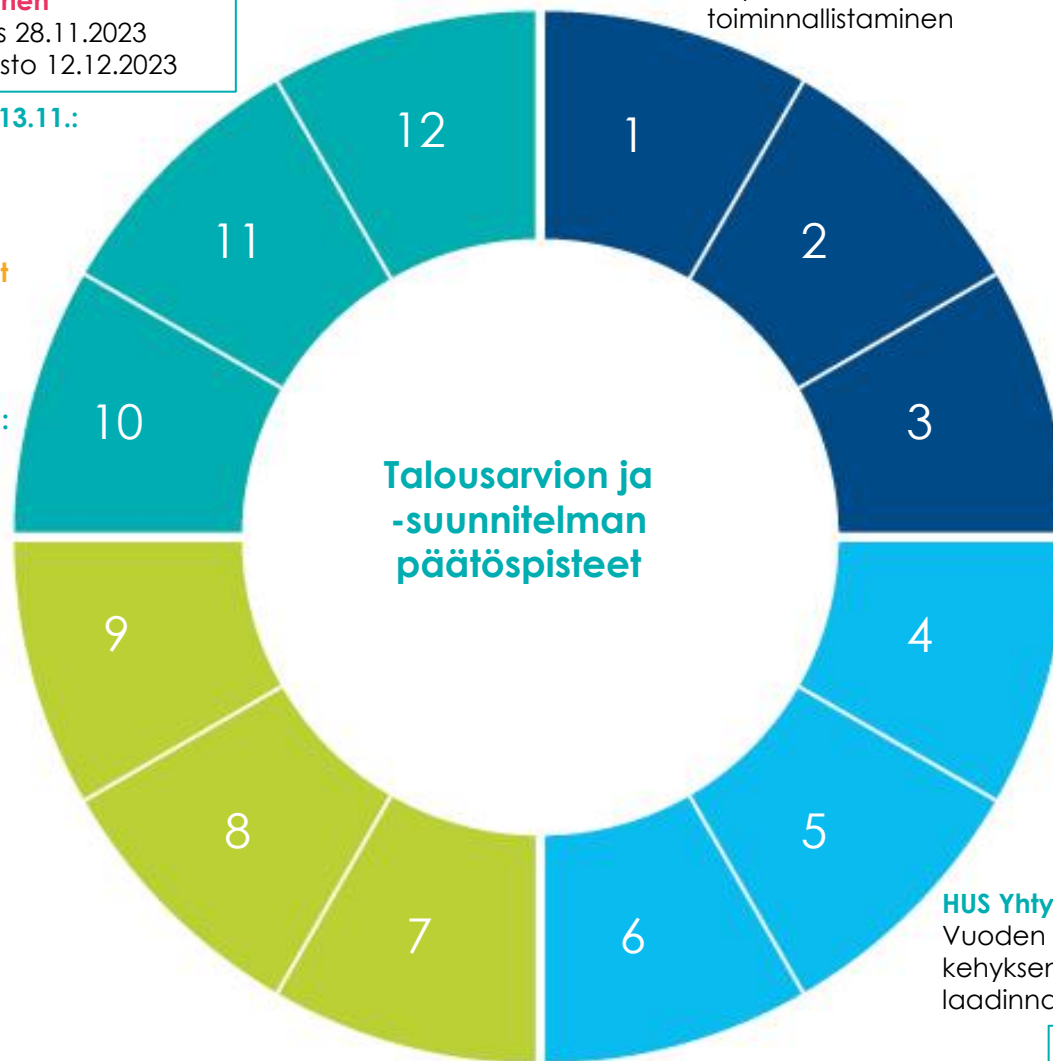 s 28.11.2023
sto 12.12.2023
toiminnallistaminen
13.11.:
12
1
11
2
10
3
Talousarvion ja
-suunnitelman
päätöspisteet
9
4
8
5
7
6
HUS Yhty
Vuoden
kehyksen
laadinna